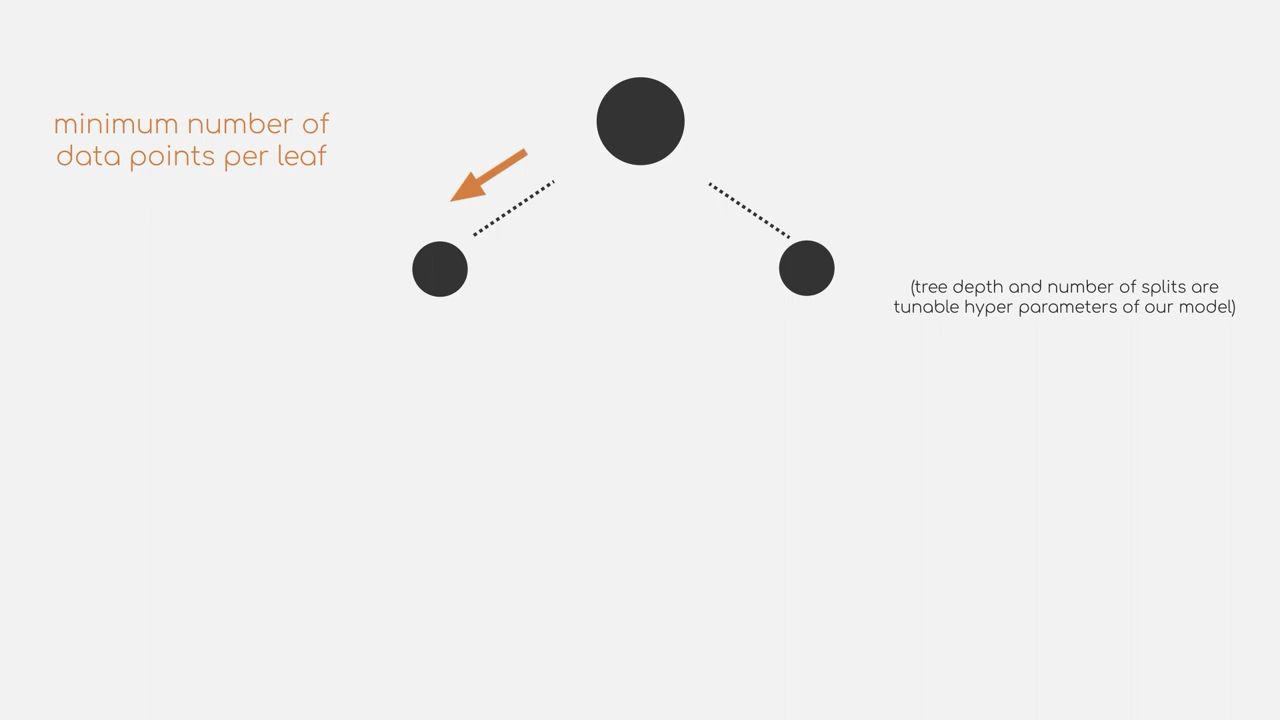 minimum number of
data points per leaf
(tree depth and number of splits are
tunable hyper parameters of our model)